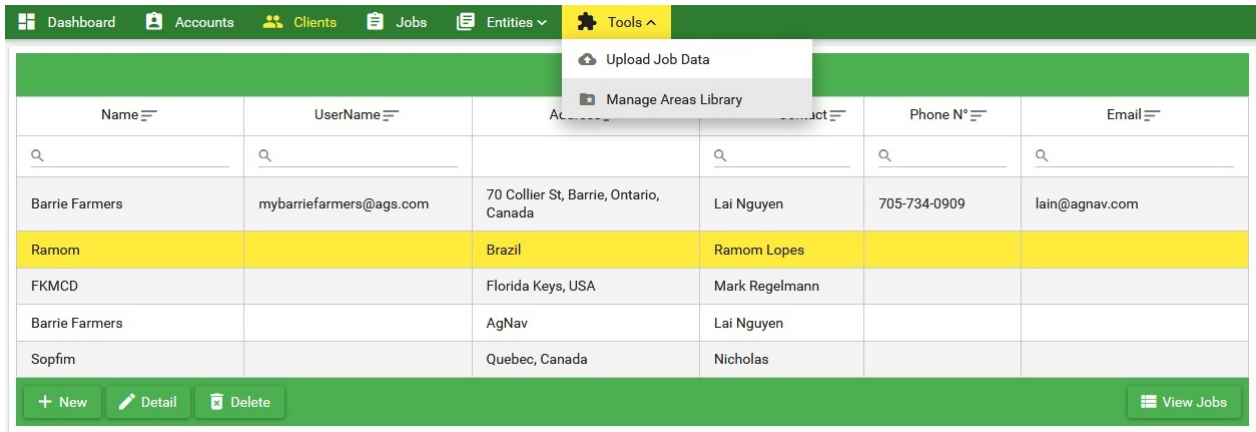 Dashboard Accounts Clients Jobs Entities Tools
Upload Job Data
Manage Areas Library
Name UserName Phone N° Email
Barrie Farmers mybarriefarmers@ags.com 70 Collier St, Barrie, Ontario, Canada Lai Nguyen 705-734-0909 lain@agnav.com
Ramom Brazil Ramom Lopes
FKMCD Florida Keys, USA Mark Regelmann
Barrie Farmers AgNav Lai Nguyen
Sopfim Quebec, Canada Nicholas
+ New Detail Delete View Jobs